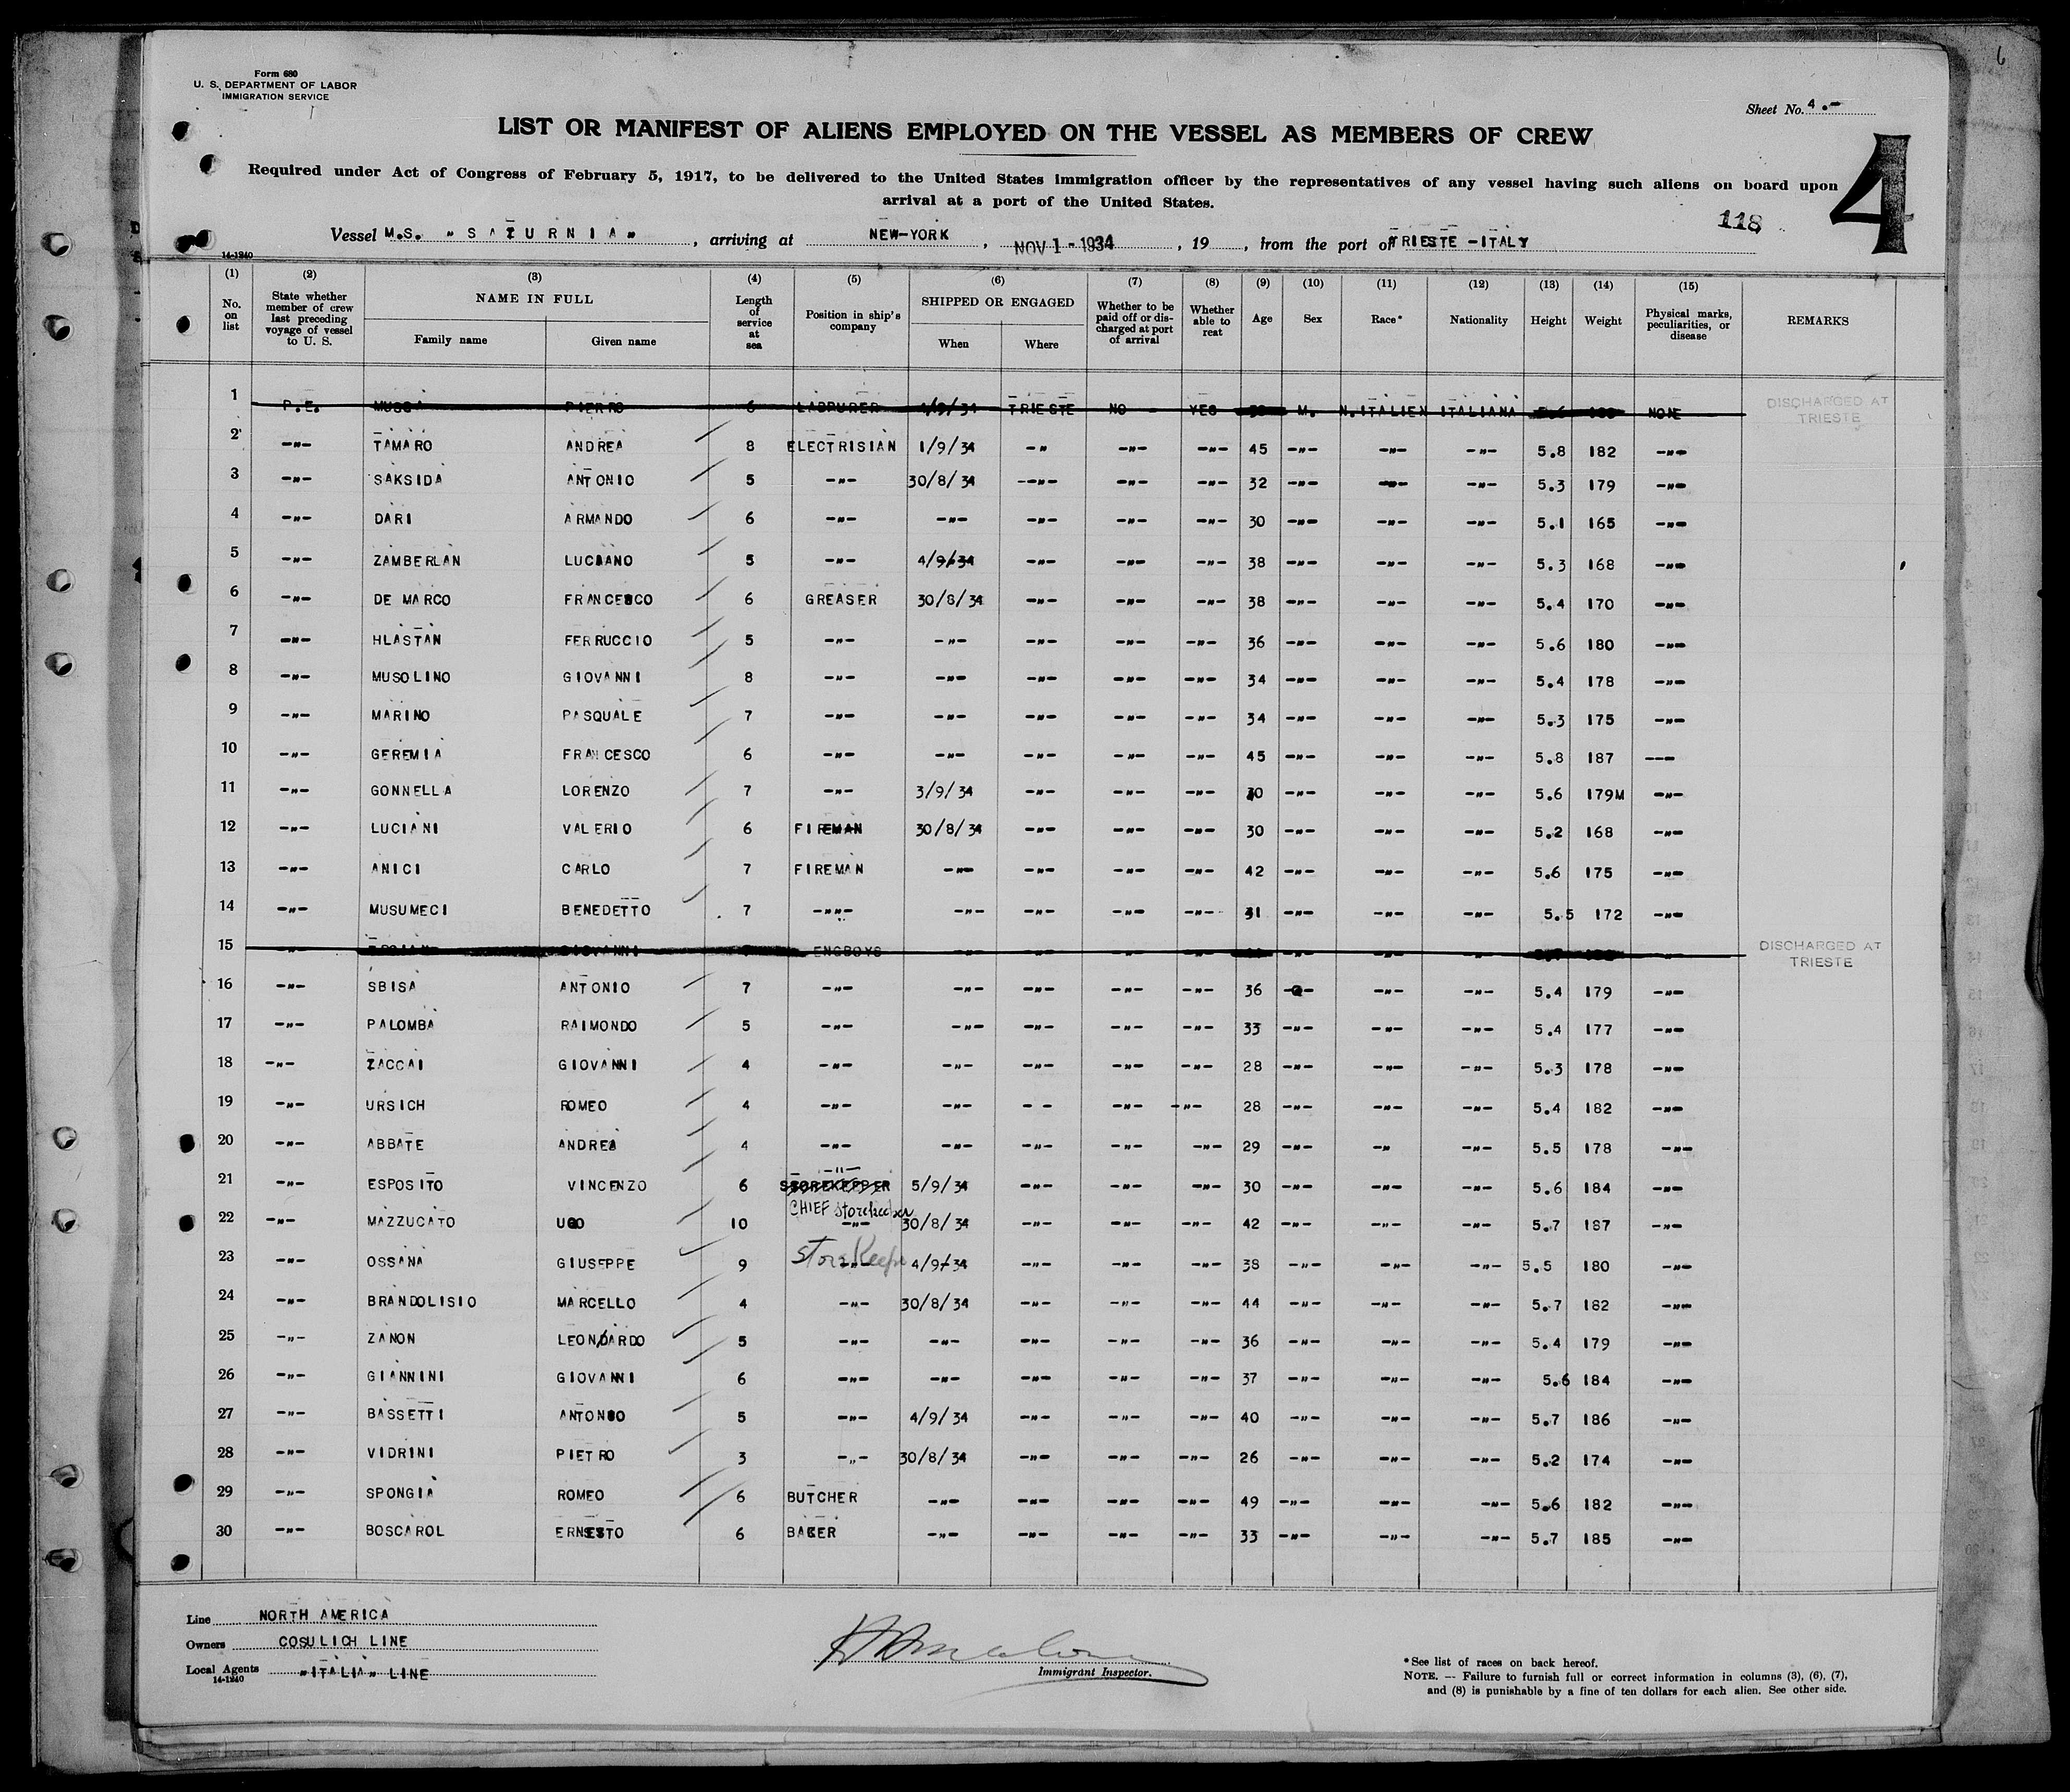 6
Form 680
U. S. DEPARTMENT OF LABOR
IMMIGRATION SERVICE
Sheet No. 4.-
LIST OR MANIFEST OF ALIENS EMPLOYED ON THE VESSEL AS MEMBERS OF CREW
4
Required under Act of Congress of February 5, 1917, to be delivered to the United States immigration officer by the representatives of any vessel having such aliens on board upon
arrival at a port of the United States.
118
Vessel M.S. "SATURNIA", arriving at NEW-YORK, NOV 1 - 1934, 19, from the port of TRIESTE -ITALY
14-1240
(1) No. on list (2) State whether member of crew last preceding voyage of vessel to U. S. (3) NAME IN FULL Family name Given name (4) Length of service at sea (5) Position in ship's company (6) SHIPPED OR ENGAGED When Where (7) Whether to be paid off or discharged at port of arrival (8) Whether able to reat (9) Age (10) Sex (11) Race* (12) Nationality (13) Height (14) Weight (15) Physical marks, peculiarities, or disease REMARKS
1 P.E. PIERRO 6 LABPURER 4/9/34 TRIESTE NO - YES M. N.ITALIEN ITALIANA NONE DISCHARGED AT TRIESTE
2 -"- TAMARO ANDREA 8 ELECTRISIAN 1/9/34 -" -"- -"- 45 -"- -"- -"- 5.8 182 -"-
3 -"- SAKSIDA ANTONIO 5 -"- 30/8/34 -"- -"- -"- 32 -"- -"- -"- 5.3 179 -"-
4 -"- DARI ARMANDO 6 -"- -"- -"- -"- -"- 30 -"- -"- -"- 5.1 165 -"-
5 -"- ZAMBERLAN LUCIANO 5 -"- 4/9/34 -"- -"- -"- 38 -"- -"- -"- 5.3 168 -"-
6 -"- DE MARCO FRANCESCO 6 GREASER 30/8/34 -"- -"- -"- 38 -"- -"- -"- 5.4 170 -"-
7 -"- HLASTAN FERRUCCIO 5 -"- -"- -"- -"- -"- 36 -"- -"- -"- 5.6 180 -"-
8 -"- MUSOLINO GIOVANNI 8 -"- -"- -"- -"- -"- 34 -"- -"- -"- 5.4 178 -"-
9 -"- MARINO PASQUALE 7 -"- -"- -"- -"- -"- 34 -"- -"- -"- 5.3 175 -"-
10 -"- GEREMIA FRANCESCO 6 -"- -"- -"- -"- -"- 45 -"- -"- -"- 5.8 187 ---
11 -"- GONNELLA LORENZO 7 -"- 3/9/34 -"- -"- -"- 30 -"- -"- -"- 5.6 179M -"-
12 -"- LUCIANI VALERIO 6 FIREMAN 30/8/34 -"- -"- -"- 30 -"- -"- -"- 5.2 168 -"-
13 -"- ANICI CARLO 7 FIREMAN -"- -"- -"- -"- 42 -"- -"- -"- 5.6 175 -"-
14 -"- MUSUMECI BENEDETTO 7 -""- -"- -"- -"- -"- 31 -"- -"- -"- 5.5 172 -"-
15 -"- GIOVANNI ENGBOYS -"- -"- -"- -"- -"- -"- -"- -"- DISCHARGED AT TRIESTE
16 -"- SBISA ANTONIO 7 -"- -"- -"- -"- -"- 36 -"- -"- -"- 5.4 179 -"-
17 -"- PALOMBA RAIMONDO 5 -"- -"- -"- -"- -"- 33 -"- -"- -"- 5.4 177 -"-
18 -"- ZACCAI GIOVANNI 4 -"- -"- -"- -"- -"- 28 -"- -"- -"- 5.3 178 -"-
19 -"- URSICH ROMEO 4 -"- -"- - - -"- -"- 28 -"- -"- -"- 5.4 182 -"-
20 -"- ABBATE ANDREA 4 -"- -"- -"- -"- -"- 29 -"- -" -"- 5.5 178 -"-
21 -"- ESPOSITO VINCENZO 6 -"- STOREKEPPER 5/9/34 -"- -"- -"- 30 -"- -"- -"- 5.6 184 -"-
22 -"- MAZZUCATO UGO 10 CHIEF Storekeeper -"- 30/8/34 -"- -"- -"- 42 -"- -"- -"- 5.7 187 -"-
23 -"- OSSANA GIUSEPPE 9 storeKeeper -"- 4/9/34 -"- -"- -"- 38 -"- -"- -"- 5.5 180 -"-
24 -"- BRANDOLISIO MARCELLO 4 -"- 30/8/34 -"- -"- -"- 44 -"- -"- -"- 5.7 182 -"-
25 -"- ZANON LEONARDO 5 -"- -"- -"- -"- -"- 36 -"- -"- -"- 5.4 179 -"-
26 -"- GIANNINI GIOVANNI 6 -"- -"- -"- -"- -"- 37 -"- -"- -"- 5.6 184 -"-
27 -"- BASSETTI ANTONIO 5 -"- 4/9/34 -"- -"- -"- 40 -"- -"- -"- 5.7 186 -"-
28 -"- VIDRINI PIETRO 3 -"- 30/8/34 -"- -"- -"- 26 -"- -"- -"- 5.2 174 -"-
29 -"- SPONGIA ROMEO 6 BUTCHER -"- -"- -"- -"- 49 -"- -"- -"- 5.6 182 -"-
30 -"- BOSCAROL ERNESTO 6 BAKER -"- -"- -"- -"- 33 -"- -"- -"- 5.7 185 -"-
Line NORTH AMERICA
Owners COSULICH LINE
Local Agents "ITALIA" LINE
14-1240
Immigrant Inspector.
*See list of races on back hereof.
NOTE. — Failure to furnish full or correct information in columns (3), (6), (7),
and (8) is punishable by a fine of ten dollars for each alien. See other side.